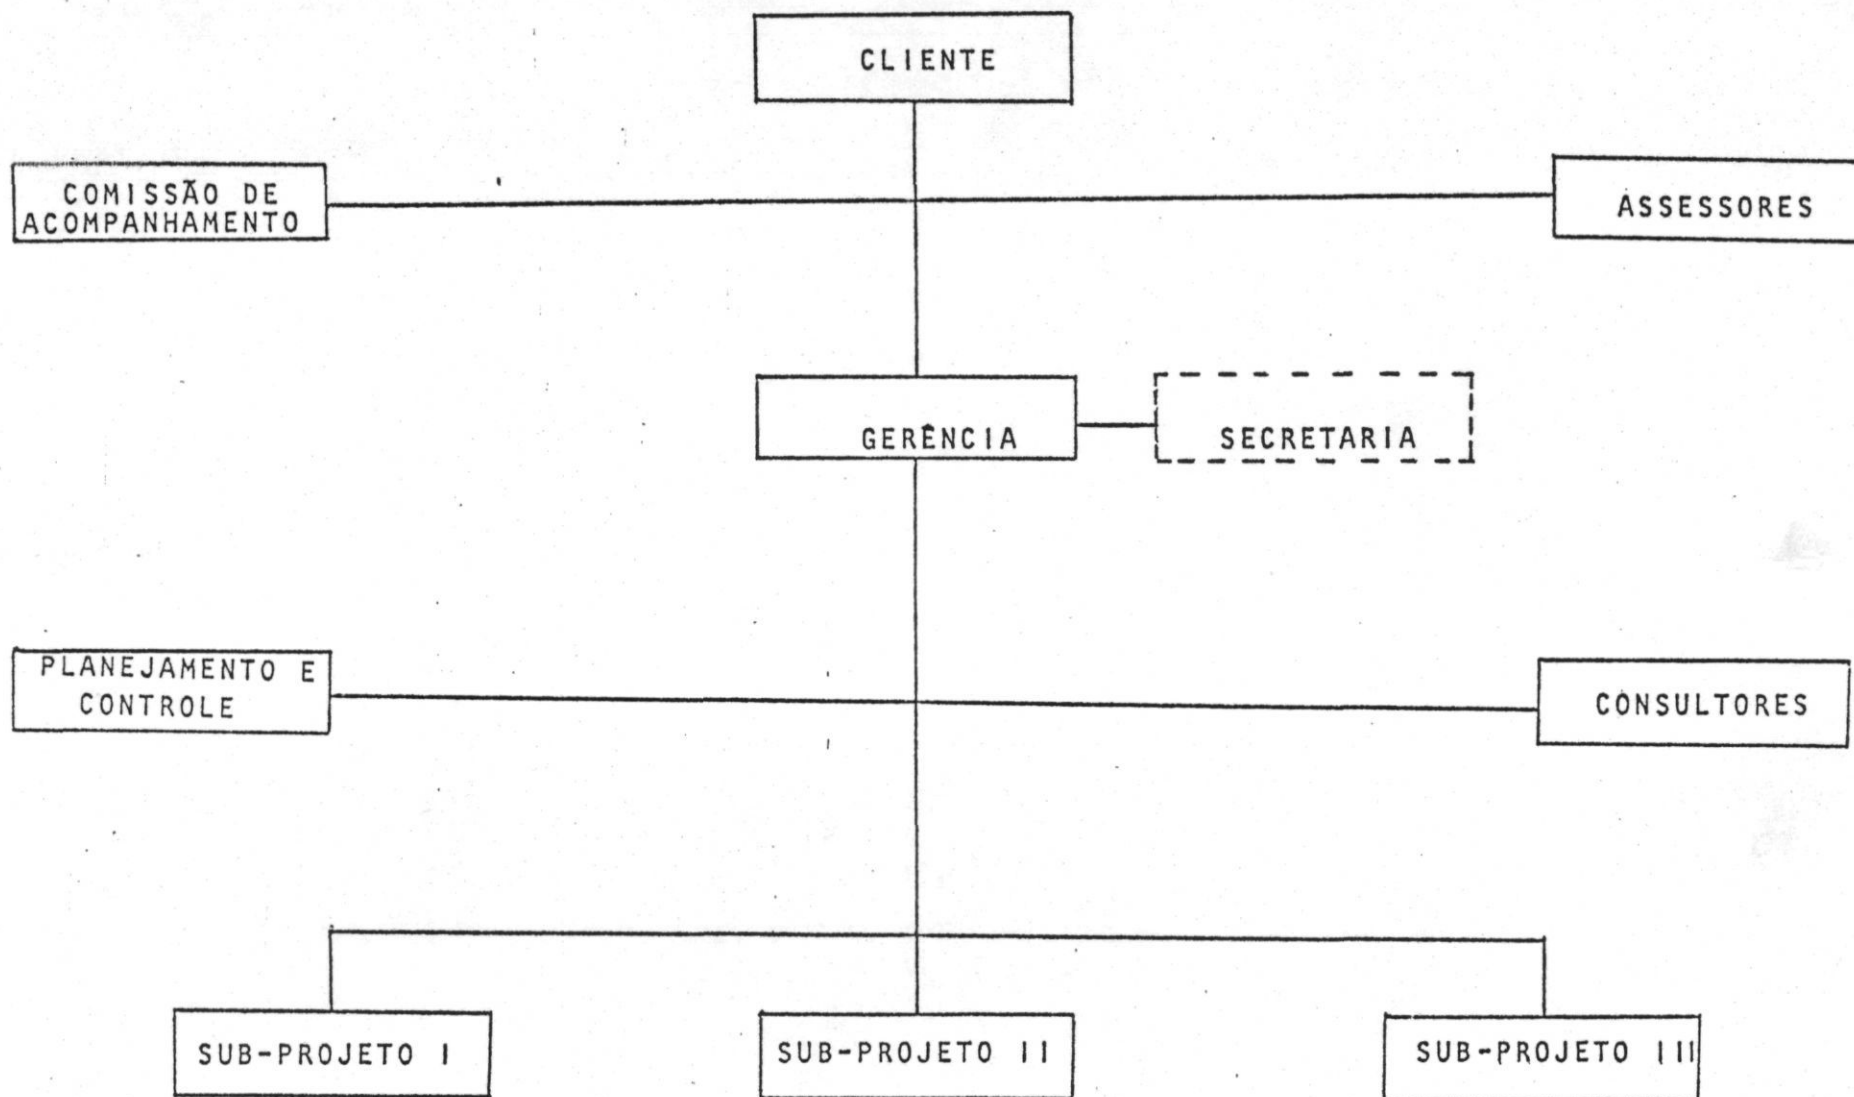 CLIENTE
COMISSÃO DE
ACOMPANHAMENTO
ASSESSORES
GERÊNCIA
SECRETARIA
PLANEJAMENTO E
CONTROLE
CONSULTORES
SUB-PROJETO I
SUB-PROJETO II
SUB-PROJETO III